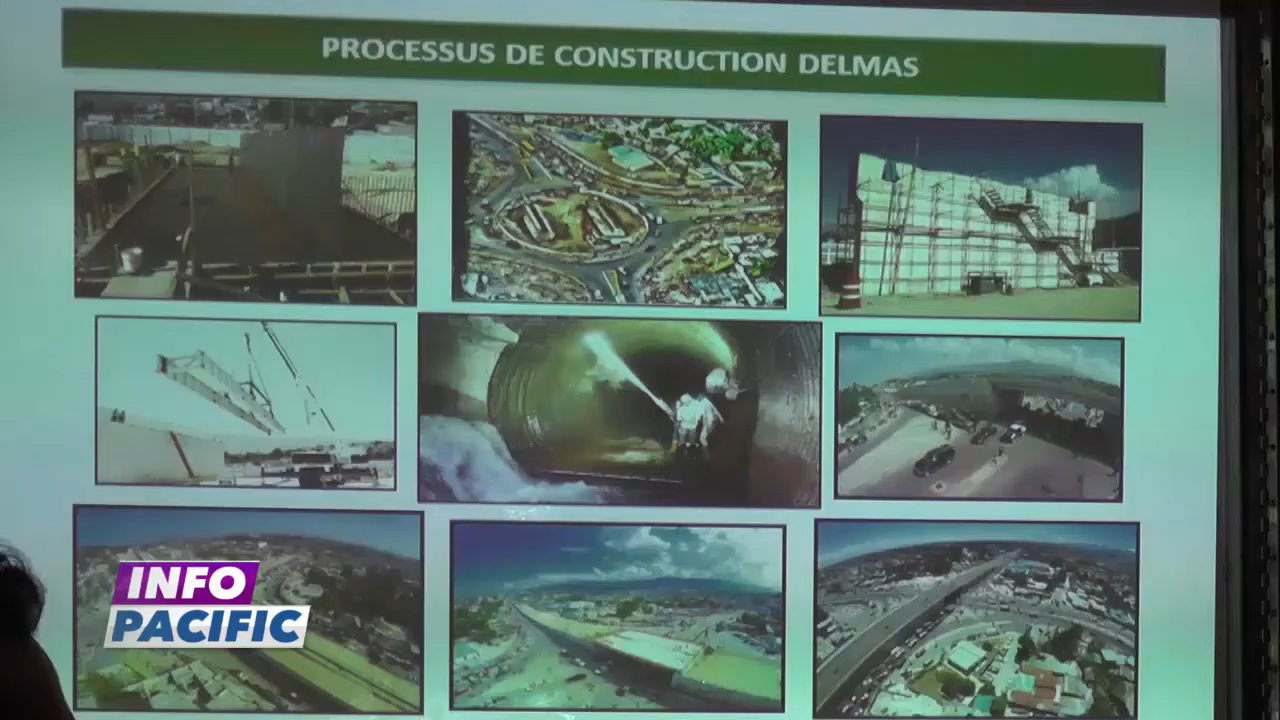 PROCESSUS DE CONSTRUCTION DELMAS
INFO
PACIFIC